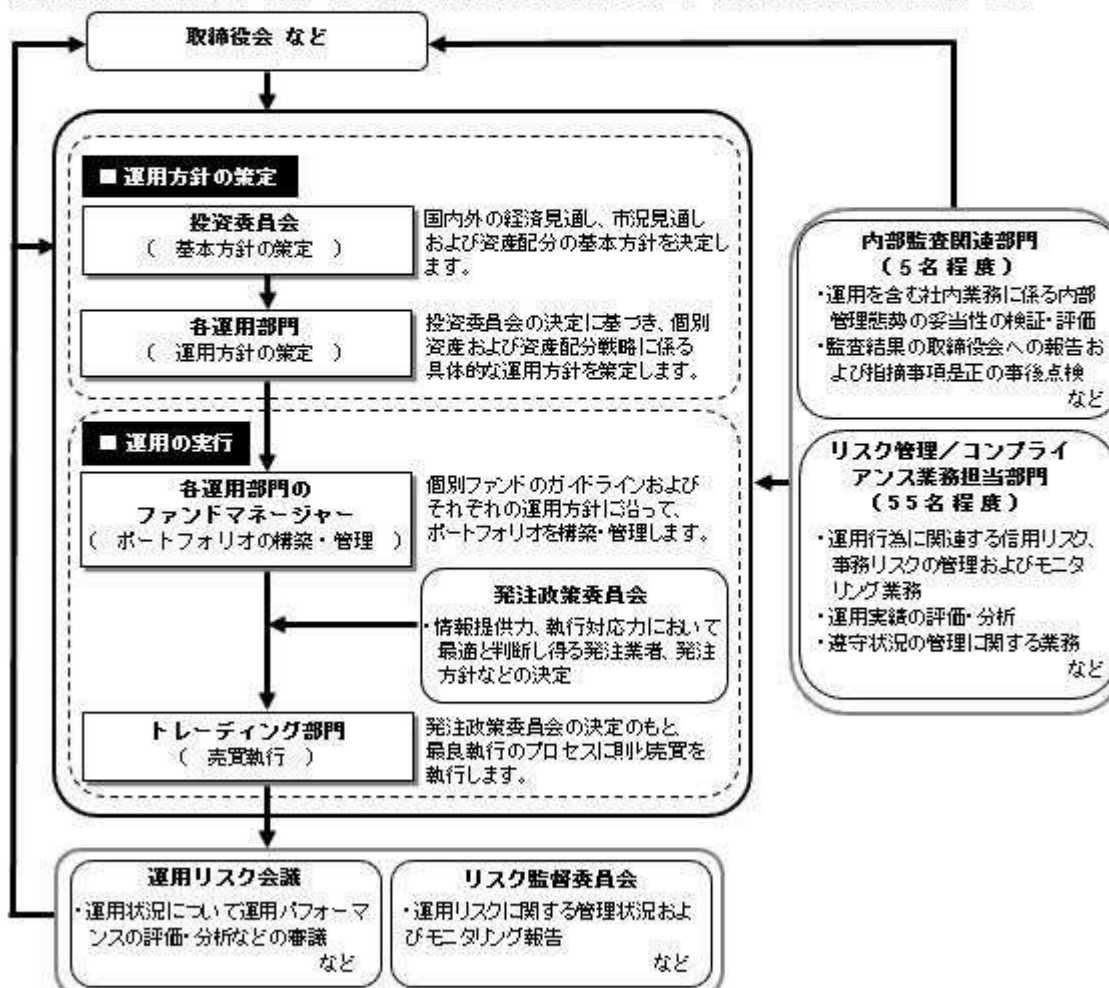 取締役会 など
■ 運用方針の策定
投資委員会
( 基本方針の策定 )
国内外の経済見通し、市況見通し
および資産配分の基本方針を決定し
ます。
各運用部門
( 運用方針の策定 )
投資委員会の決定に基づき、個別
資産および資産配分戦略に係る
具体的な運用方針を策定します。
■ 運用の実行
各運用部門の
ファンドマネージャー
( ポートフォリオの構築・管理 )
個別ファンドのガイドラインおよび
それぞれの運用方針に沿って、
ポートフォリオを構築・管理します。
発注政策委員会
・情報提供力、執行対応力において
最適と判断し得る発注業者、発注
方針などの決定
トレーディング部門
( 売買執行 )
発注政策委員会の決定のもと
最良執行のプロセスに則り売買を
執行します。
内部監査関連部門
(5名程度)
・運用を含む社内業務に係る内部
管理態勢の妥当性の検証・評価
・監査結果の取締役会への報告お
よび指摘事項是正の事後点検
など
リスク管理/コンプライ
アンス業務担当部門
(55名程度)
・運用行為に関連する信用リスク、
事務リスクの管理およびモニタ
リング業務
・運用実績の評価・分析
・遵守状況の管理に関する業務
など
運用リスク会議
・運用状況について運用パフォーマ
ンスの評価・分析などの審議
など
リスク監督委員会
・運用リスクに関する管理状況およ
びモニタリング報告
など